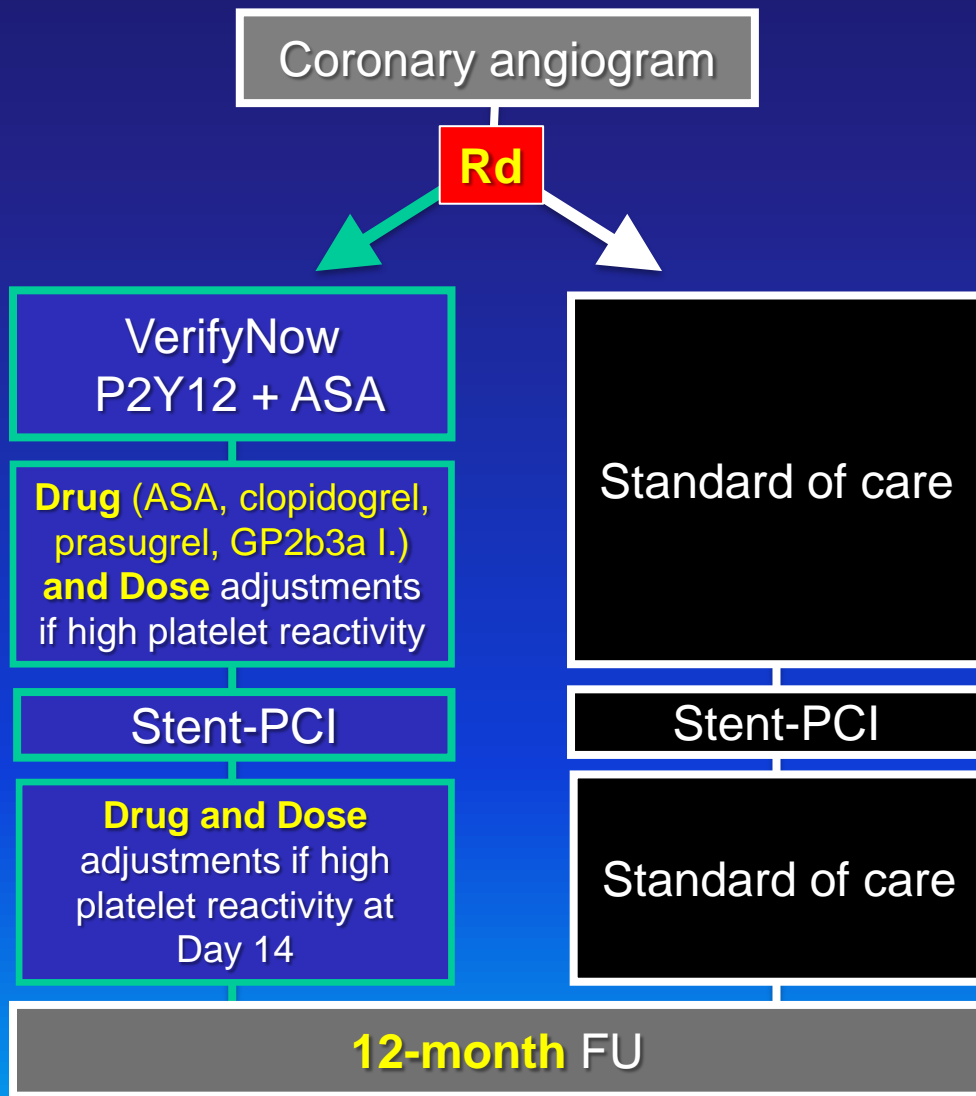 Coronary angiogram
Rd
VerifyNow
P2Y12 + ASA
Drug (ASA, clopidogrel,
prasugrel, GP2b3a I.)
and Dose adjustments
if high platelet reactivity
Standard of care
Stent-PCI
Stent-PCI
Drug and Dose
adjustments if high
platelet reactivity at
Day 14
Standard of care
12-month FU